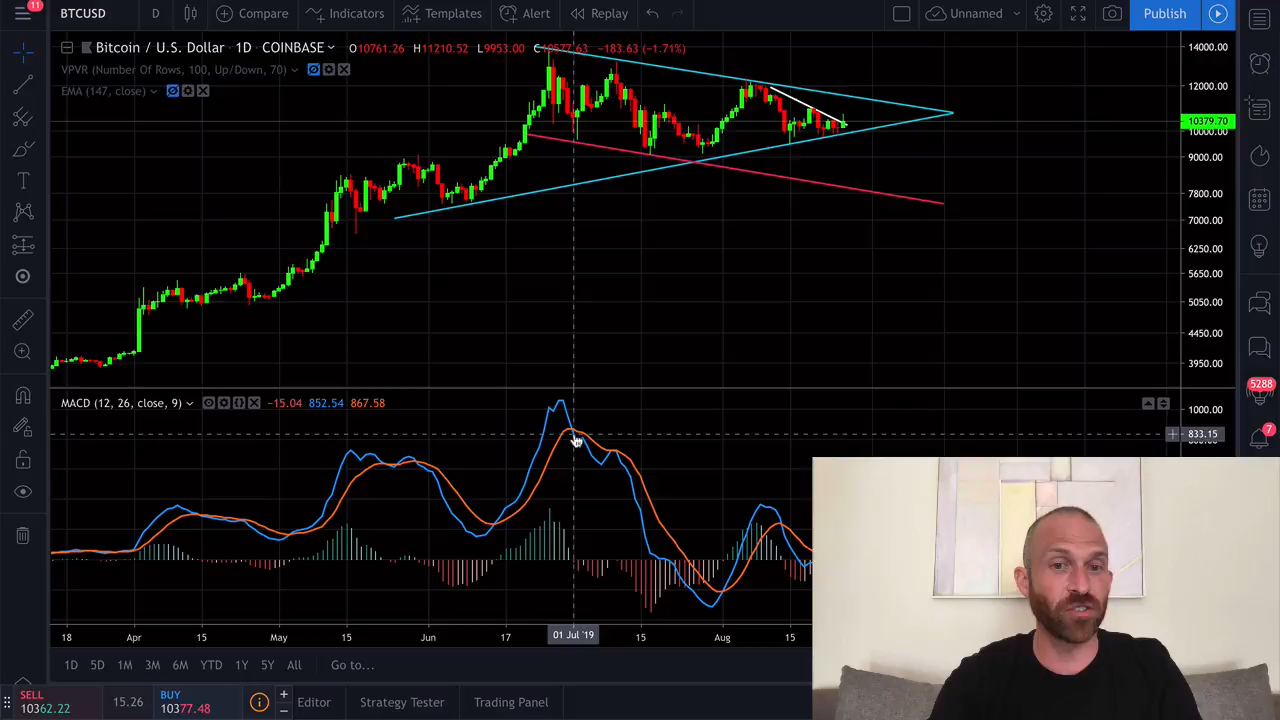 11 BTCUSD D Compare Indicators Templates Alert Replay Unnamed Publish
Bitcoin / U.S. Dollar 1D COINBASE O10761.26 H11210.52 L9953.00 C10577.63 −183.63 (−1.71%)
VPVR (Number Of Rows, 100, Up/Down, 70)
EMA (147, close)
14000.00
12000.00
10379.70
10000.00
9000.00
7800.00
7000.00
6250.00
5650.00
5050.00
4450.00
3950.00
MACD (12, 26, close, 9) −15.04 852.54 867.58
1000.00
833.15
5288
7
18 Apr 15 May 15 Jun 17 01 Jul '19 15 Aug 15
1D 5D 1M 3M 6M YTD 1Y 5Y All Go to...
SELL 10362.22 15.26 BUY 10377.48 Editor Strategy Tester Trading Panel